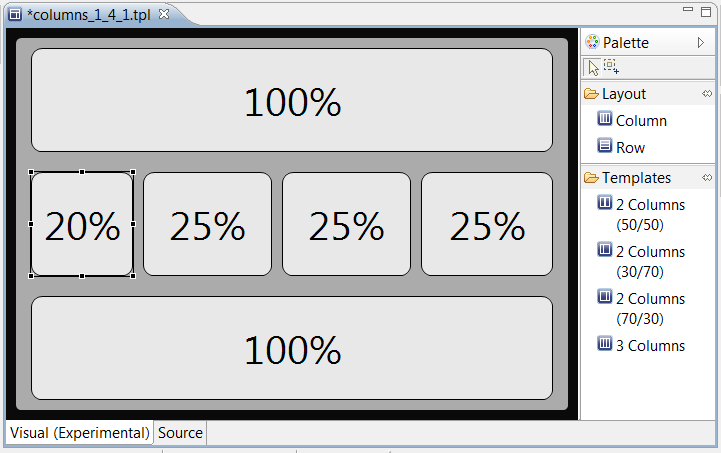 *columns_1_4_1.tpl
100%
20% 25% 25% 25%
100%
Palette
Layout
Column
Row
Templates
2 Columns
(50/50)
2 Columns
(30/70)
2 Columns
(70/30)
3 Columns
Visual (Experimental) Source